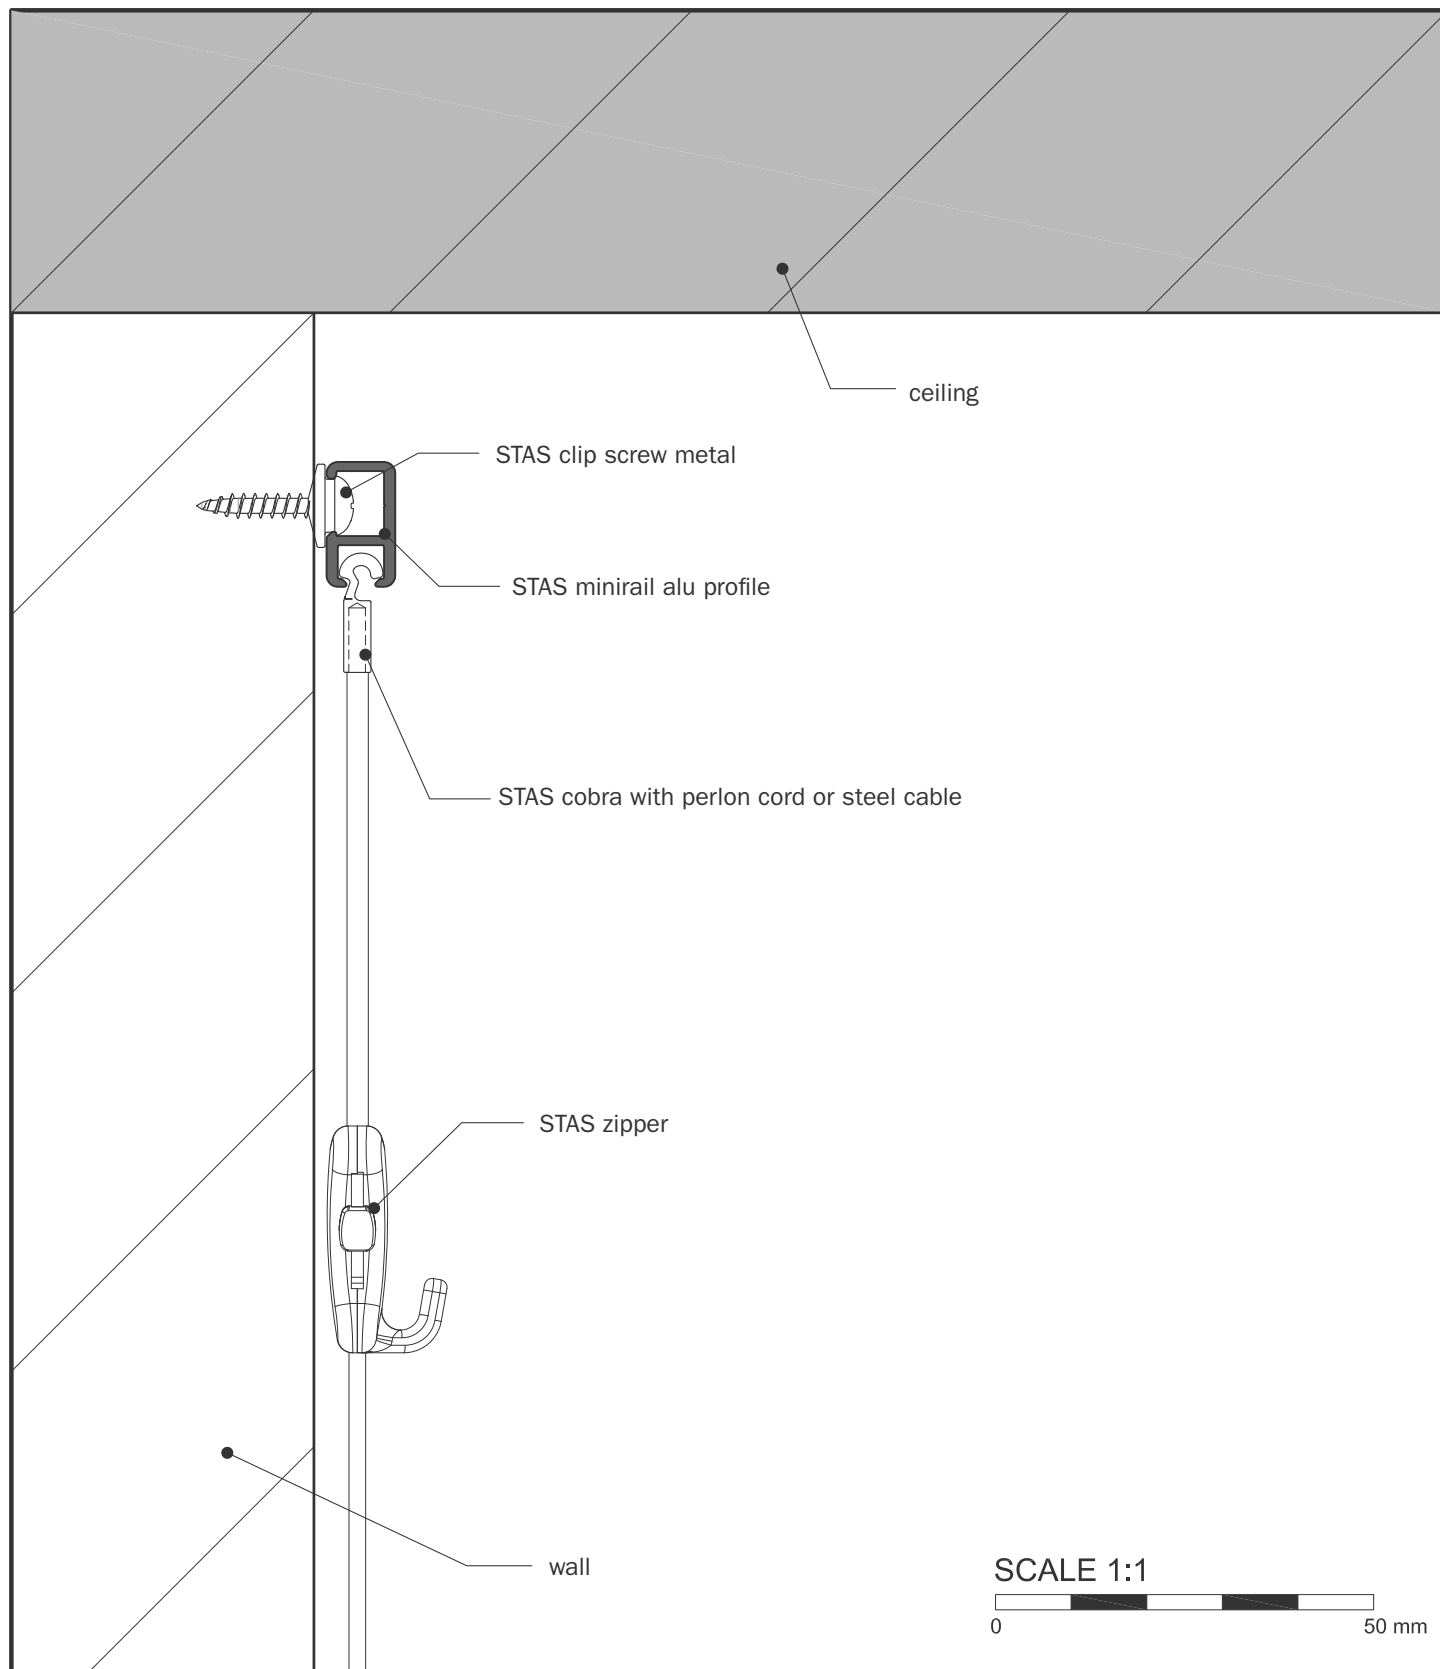 ceiling
STAS clip screw metal
STAS minirail alu profile
STAS cobra with perlon cord or steel cable
STAS zipper
wall
SCALE 1:1
0 50 mm